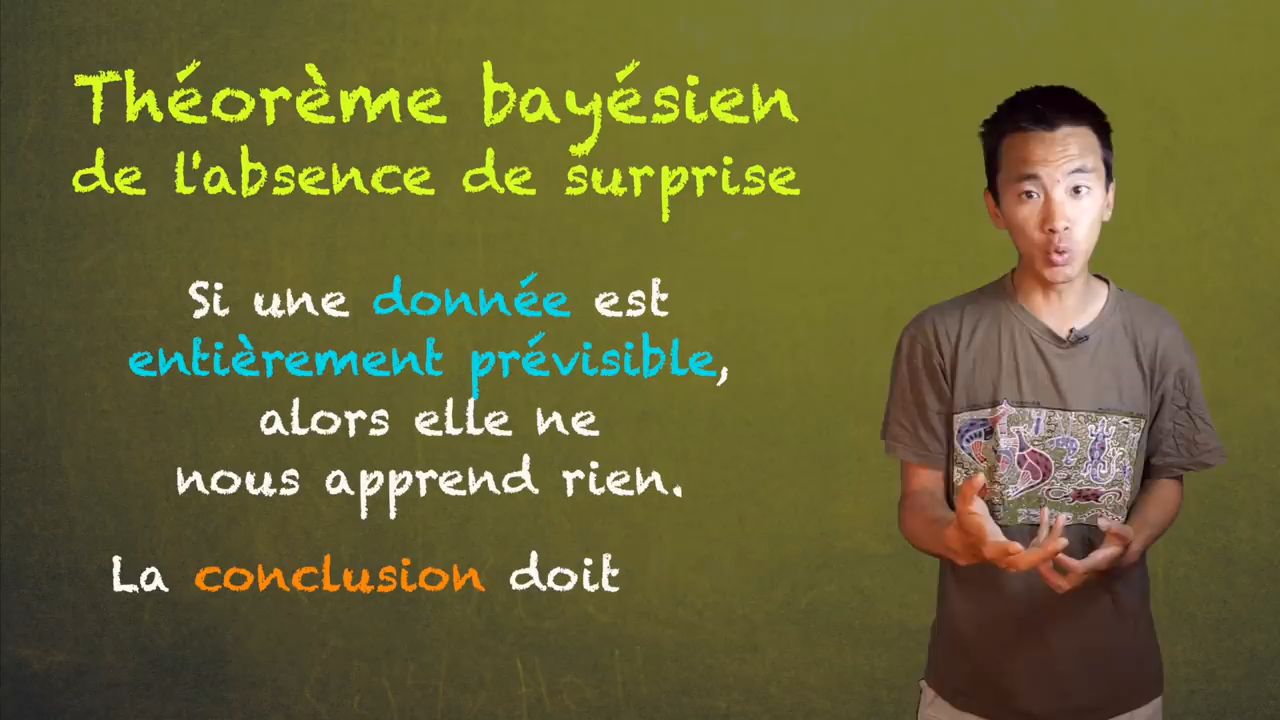 Théorème bayésien
de l'absence de surprise
Si une donnée est
entièrement prévisible,
alors elle ne
nous apprend rien.
La conclusion doit